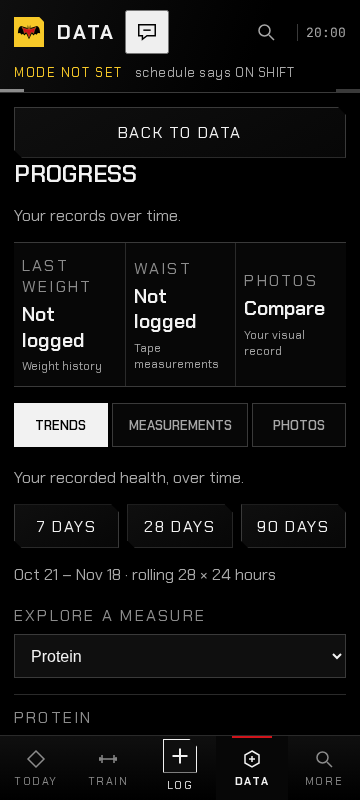 DATA
20:00
MODE NOT SET schedule says ON SHIFT
BACK TO DATA
PROGRESS
Your records over time.
LAST
WEIGHT
Not
logged
Weight history
WAIST
Not
logged
Tape
measurements
PHOTOS
Compare
Your visual
record
TRENDS MEASUREMENTS PHOTOS
Your recorded health, over time.
7 DAYS 28 DAYS 90 DAYS
Oct 21 – Nov 18 · rolling 28 × 24 hours
EXPLORE A MEASURE
Protein
PROTEIN
TODAY TRAIN LOG DATA MORE